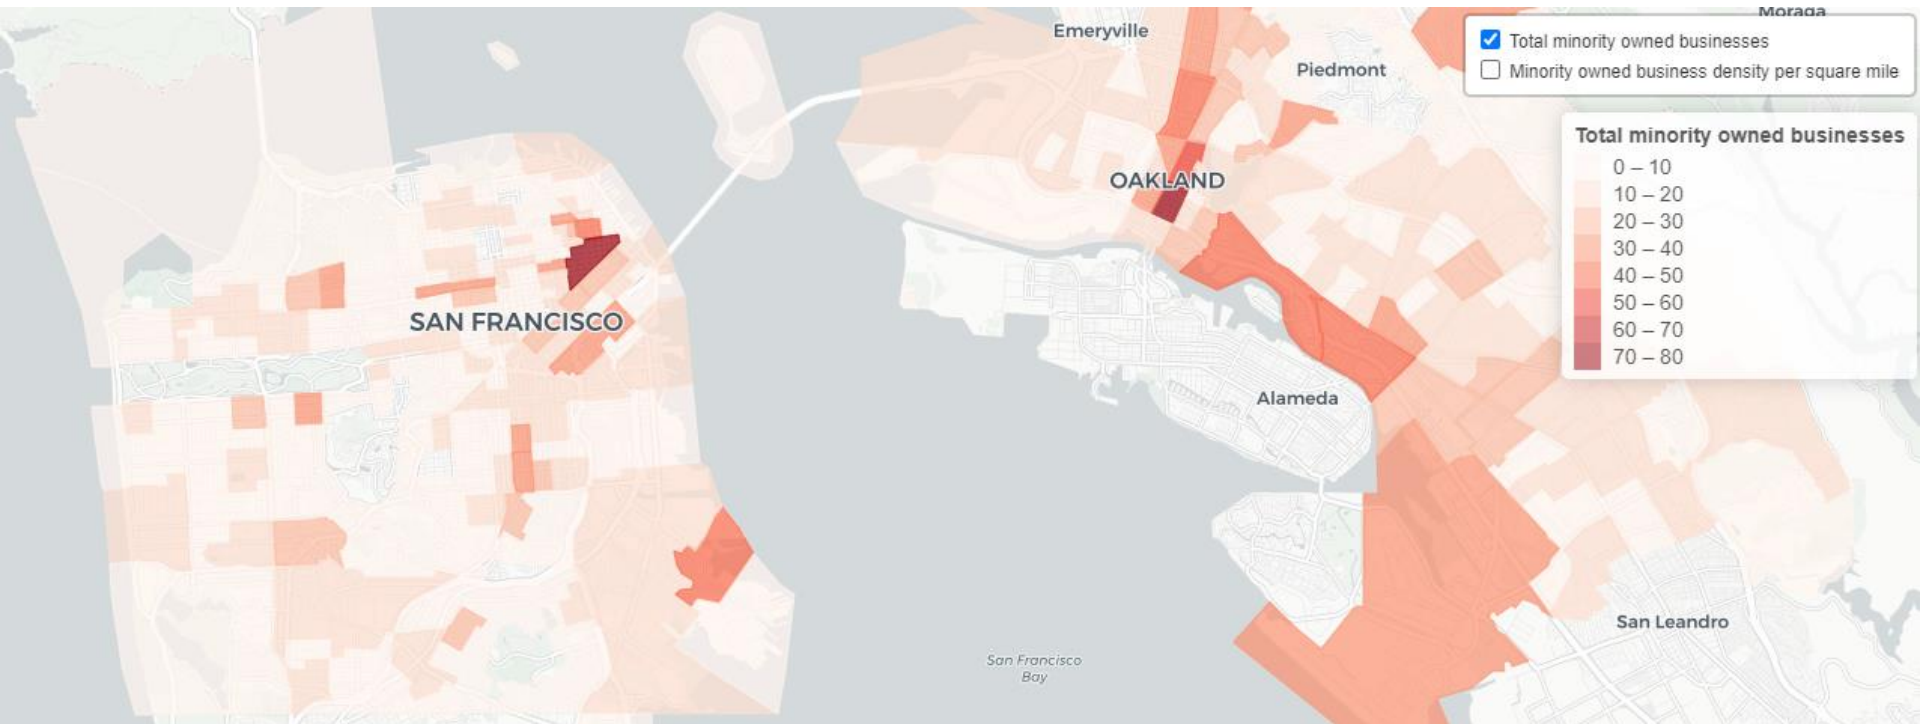 Moraga
Emeryville
Piedmont
Total minority owned businesses
Minority owned business density per square mile
Total minority owned businesses
0 – 10
10 – 20
20 – 30
30 – 40
40 – 50
50 – 60
60 – 70
70 – 80
OAKLAND
SAN FRANCISCO
Alameda
San Leandro
San Francisco
Bay